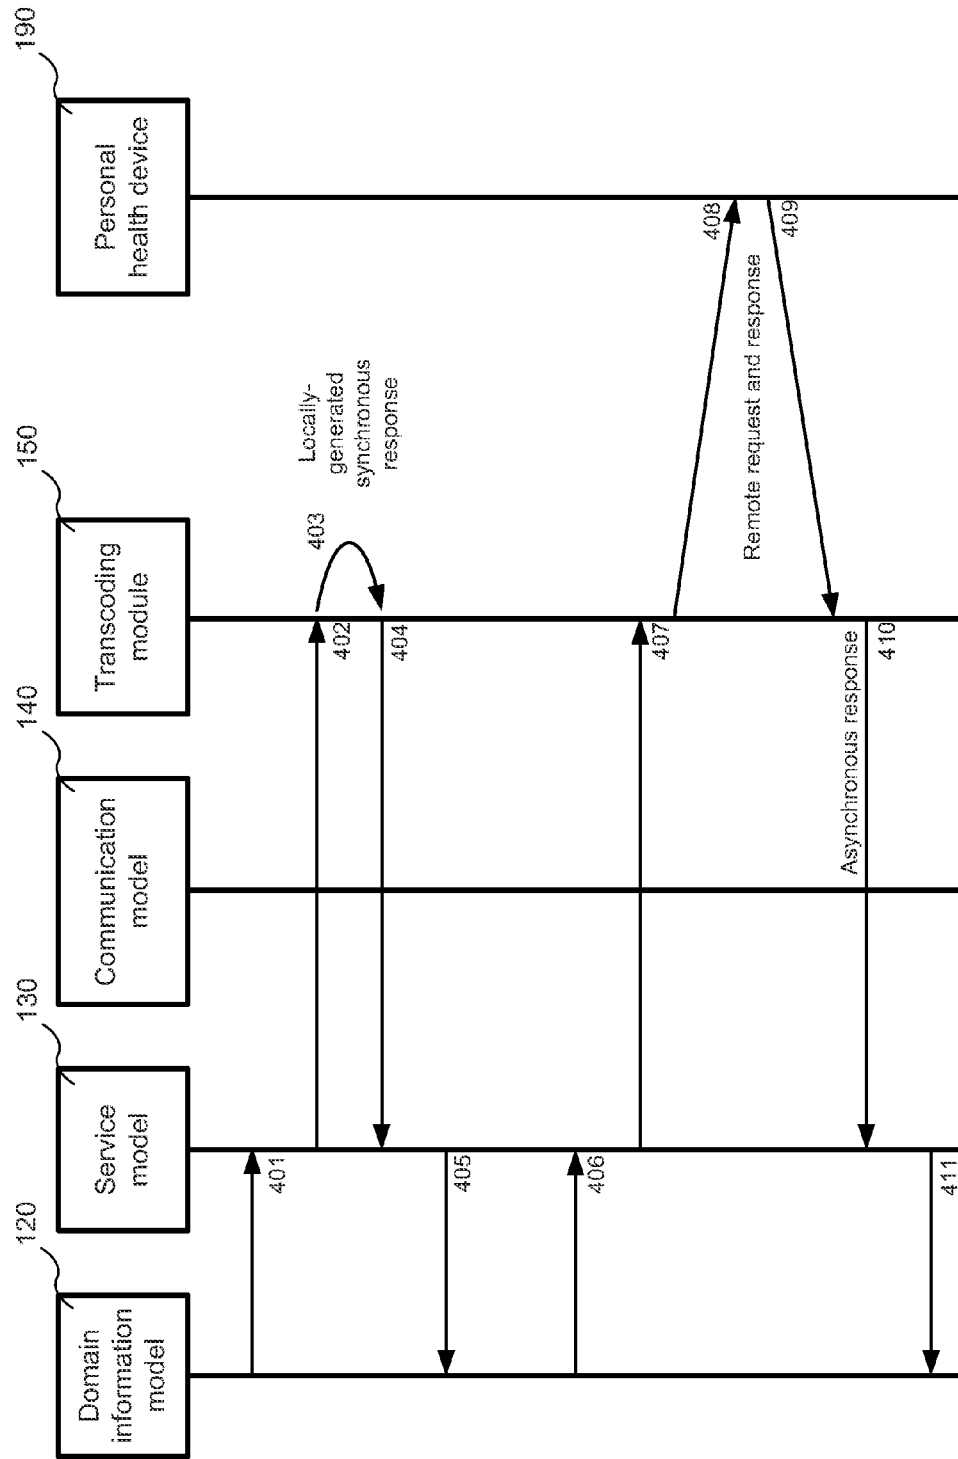 120
130
140
150
190
Domain
information
model
Service
model
Communication
model
Transcoding
module
Personal
health device
401
402
403
Locally-
generated
synchronous
response
404
405
406
407
408
Remote request and response
409
Asynchronous response
410
411